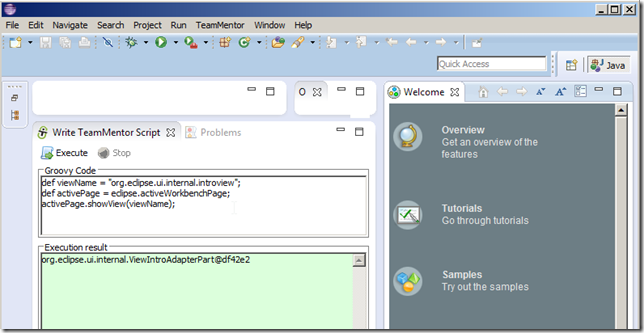 File Edit Navigate Search Project Run TeamMentor Window Help
Quick Access
Java
O
Welcome
Write TeamMentor Script
Problems
Execute
Stop
Groovy Code
def viewName = "org.eclipse.ui.internal.introview";
def activePage = eclipse.activeWorkbenchPage;
activePage.showView(viewName);
Execution result
org.eclipse.ui.internal.ViewIntroAdapterPart@df42e2
Overview
Get an overview of the
features
Tutorials
Go through tutorials
Samples
Try out the samples